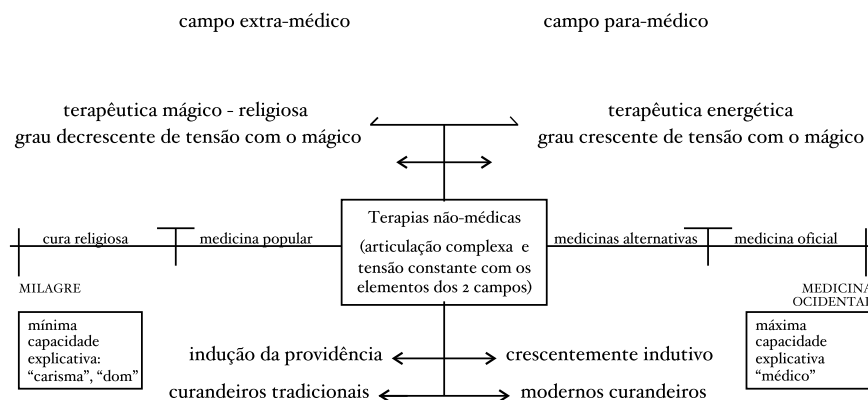 campo extra-médico
campo para-médico
terapêutica mágico - religiosa
grau decrescente de tensão com o mágico
terapêutica energética
grau crescente de tensão com o mágico
cura religiosa
medicina popular
Terapias não-médicas
(articulação complexa e
tensão constante com os
elementos dos 2 campos)
medicinas alternativas
medicina oficial
MILAGRE
MEDICINA
OCIDENTAL
mínima
capacidade
explicativa:
“carisma”, “dom”
máxima
capacidade
explicativa
“médico”
indução da providência
crescentemente indutivo
curandeiros tradicionais
modernos curandeiros